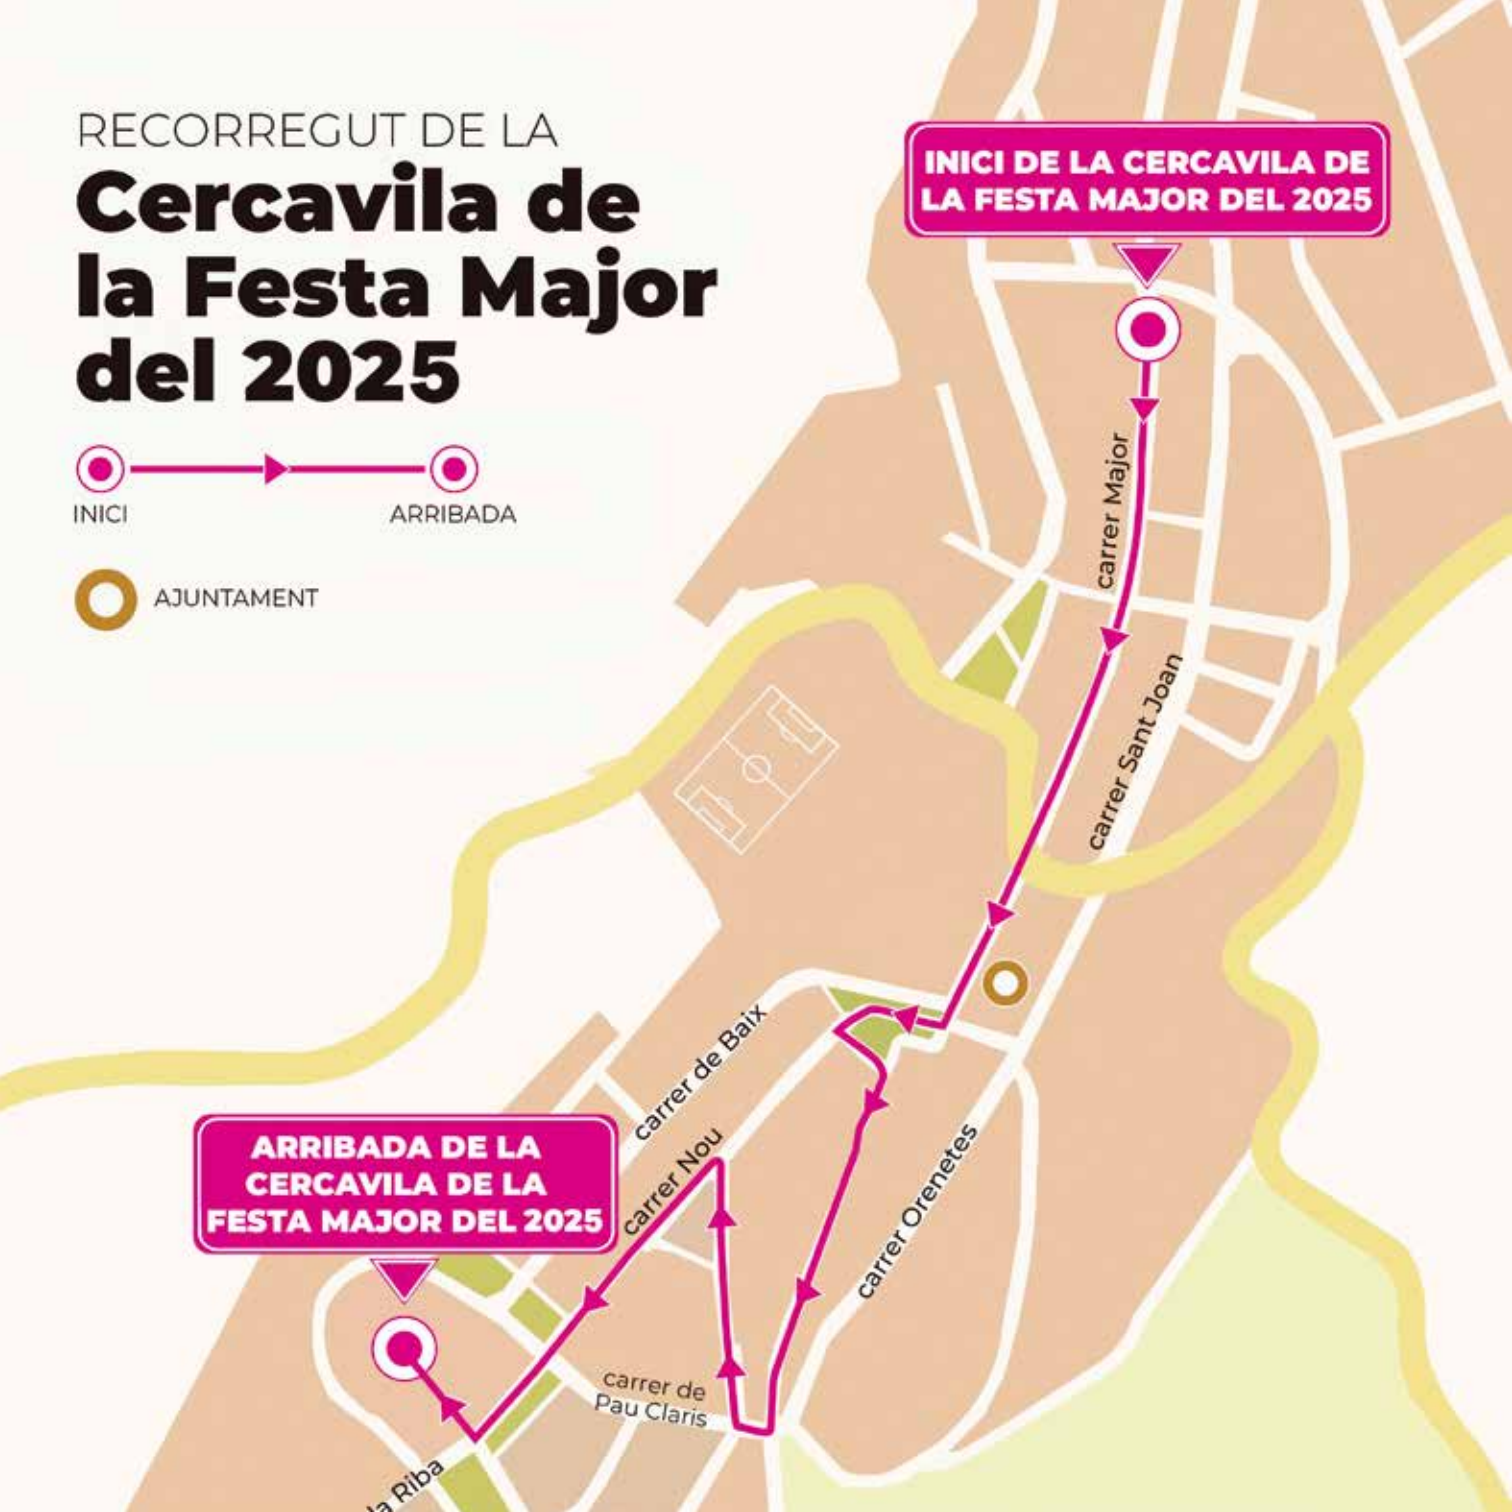 RECORREGUT DE LA
Cercavila de
la Festa Major
del 2025
INICI
ARRIBADA
AJUNTAMENT
INICI DE LA CERCAVILA DE
LA FESTA MAJOR DEL 2025
carrer Major
carrer Sant Joan
carrer de Baix
carrer Nou
carrer Orenetes
ARRIBADA DE LA
CERCAVILA DE LA
FESTA MAJOR DEL 2025
carrer de
Pau Claris
la Riba